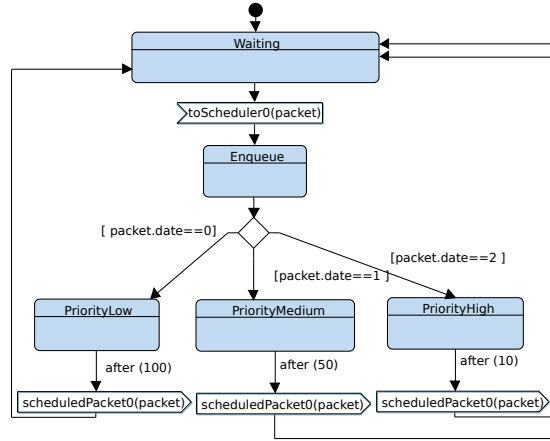 Waiting
toScheduler0(packet)
Enqueue
[ packet.date==0]
[packet.date==2 ]
[packet.date==1 ]
PriorityLow
PriorityMedium
PriorityHigh
after (100)
after (50)
after (10)
scheduledPacket0(packet)
scheduledPacket0(packet)
scheduledPacket0(packet)